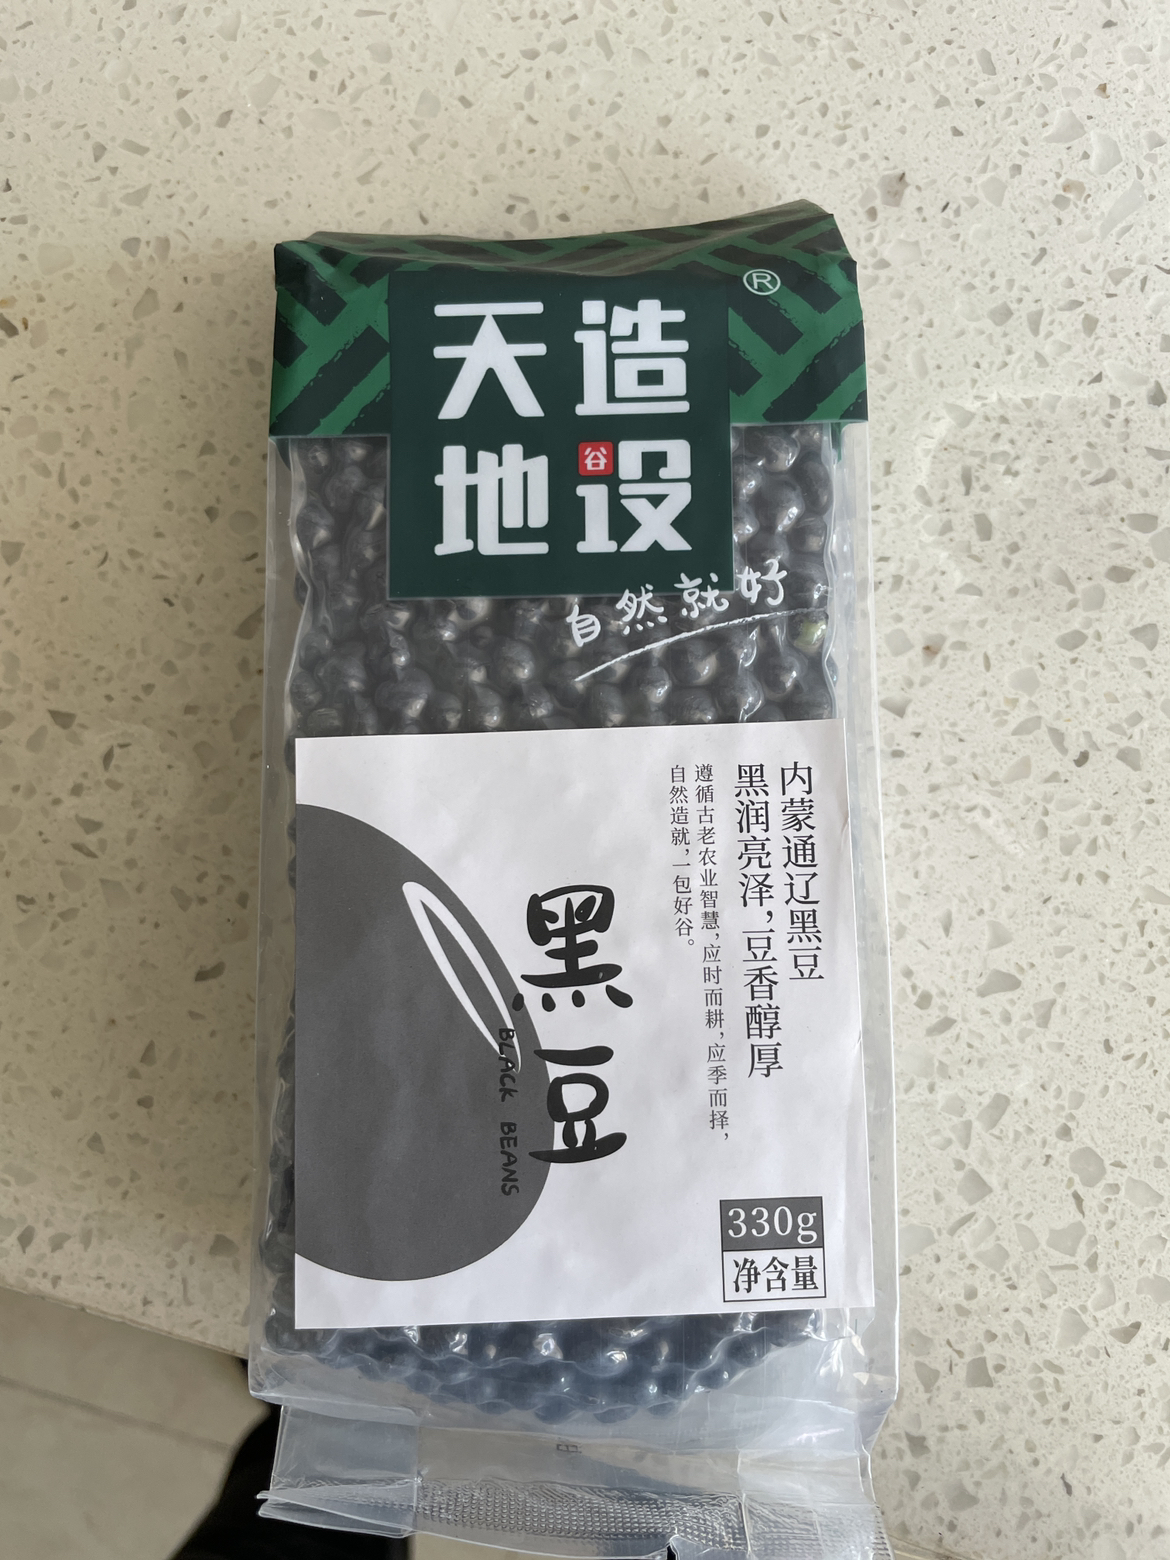 天造
地设
谷
®
自然就好
内蒙通辽黑豆
黑润亮泽,豆香醇厚
遵循古老农业智慧,应时而耕,应季而择,
自然造就,一包好谷。
黑豆
BLACK BEANS
330g
净含量